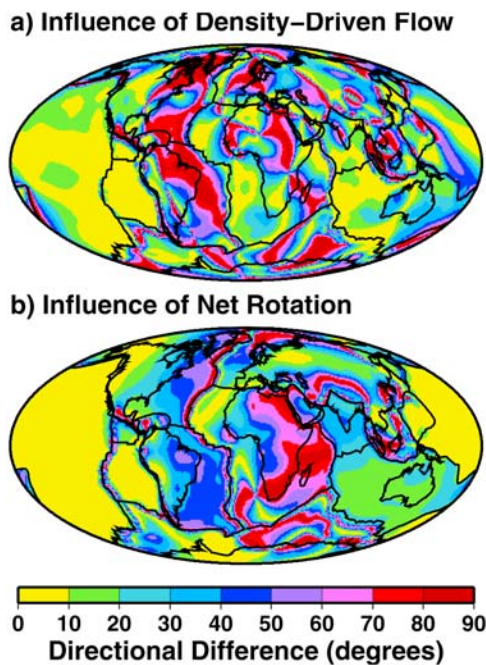 a) Influence of Density–Driven Flow
b) Influence of Net Rotation
0 10 20 30 40 50 60 70 80 90
Directional Difference (degrees)